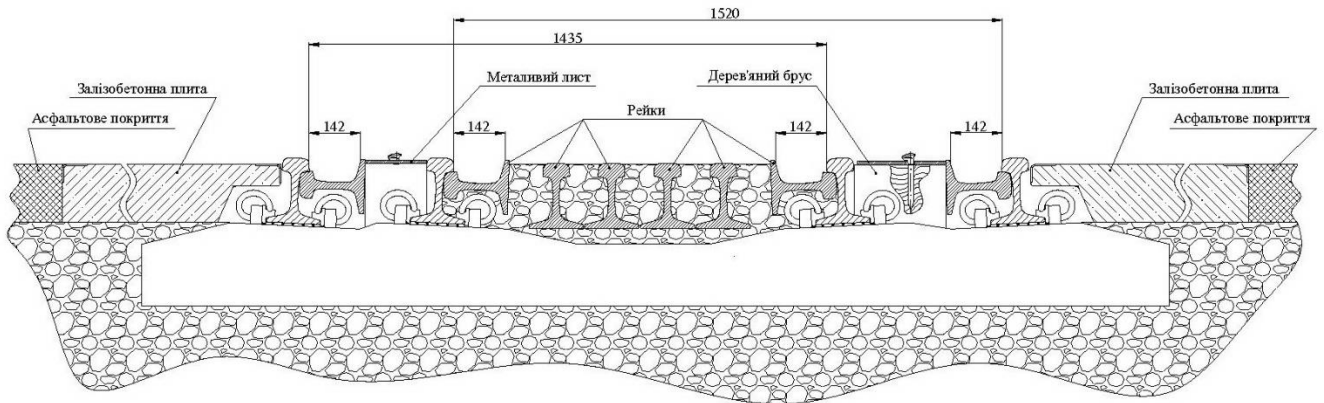 1520
1435
Металивий лист
Дерев'яний брус
Залізобетонна плита
Залізобетонна плита
Рейки
Асфальтове покриття
Асфальтове покриття
142
142
142
142